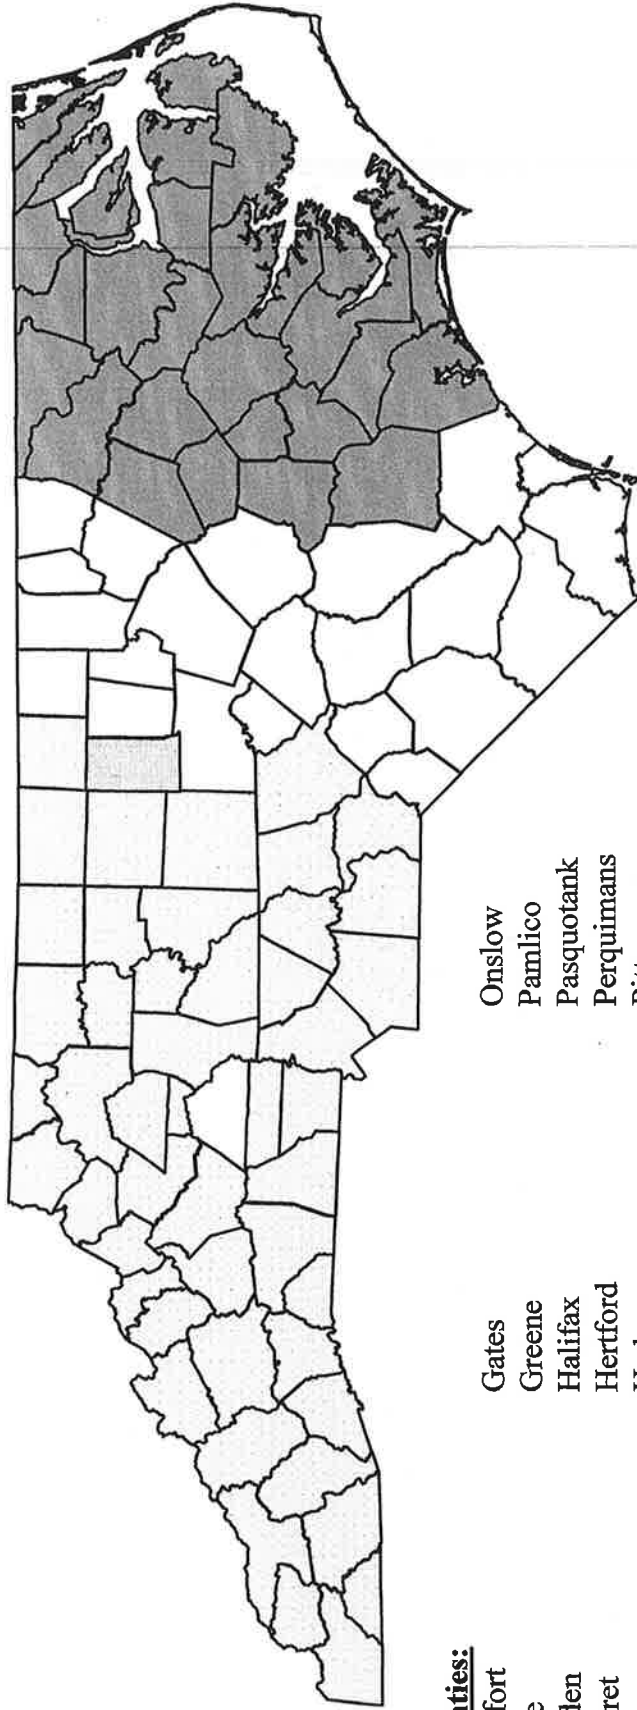 ties:
fort
e
den
ret
Gates
Greene
Halifax
Hertford
Onslow
Pamlico
Pasquotank
Perquimans